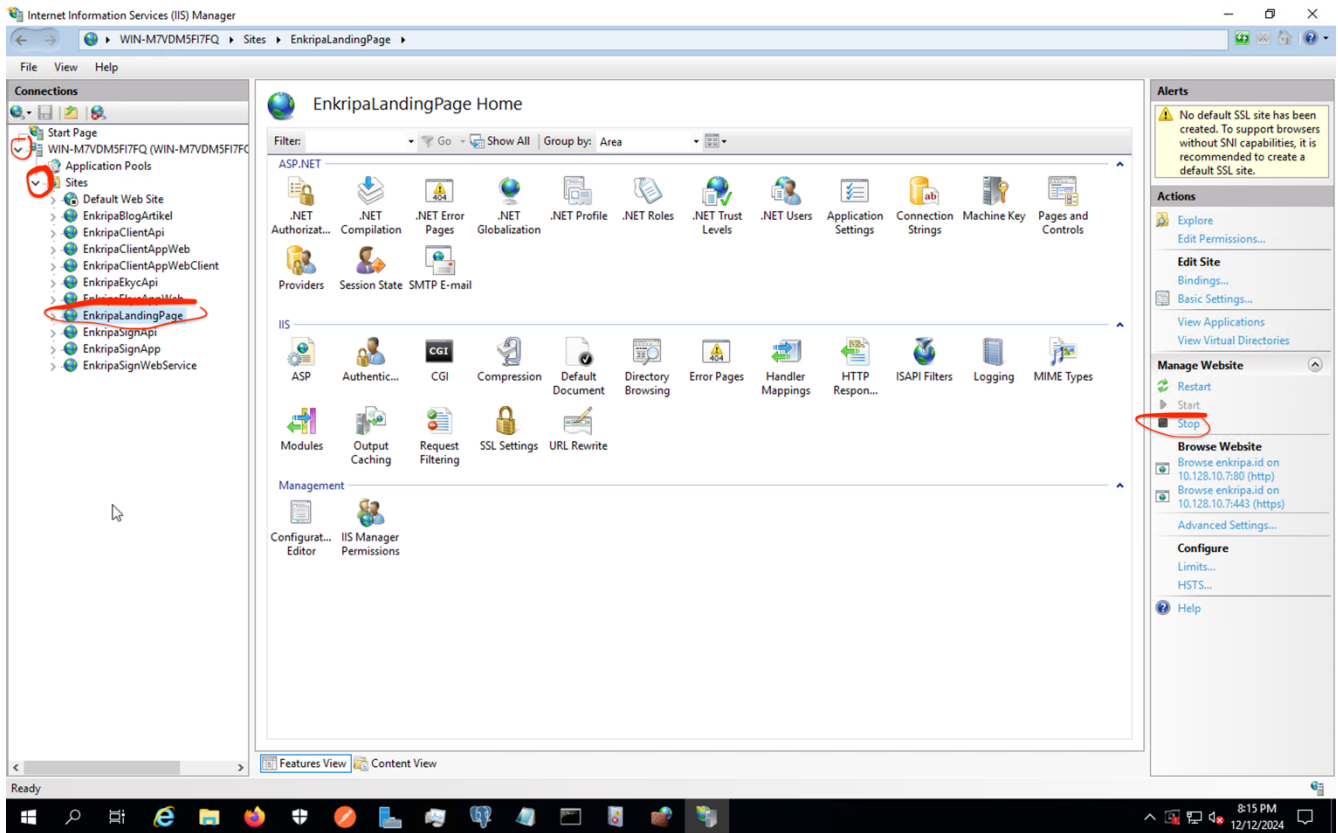 Internet Information Services (IIS) Manager
WIN-M7VDM5FI7FQ Sites EnkripaLandingPage
File View Help
Connections
Start Page
WIN-M7VDM5FI7FQ (WIN-M7VDM5FI7FQ
Application Pools
Sites
Default Web Site
EnkripaBlogArtikel
EnkripaClientApi
EnkripaClientAppWeb
EnkripaClientAppWebClient
EnkripaEkycApi
EnkripaEkycAppWeb
EnkripaLandingPage
EnkripaSignApi
EnkripaSignApp
EnkripaSignWebService
EnkripaLandingPage Home
Filter: Go Show All Group by: Area
ASP.NET
.NET Authorizat...
.NET Compilation
.NET Error Pages
.NET Globalization
.NET Profile
.NET Roles
.NET Trust Levels
.NET Users
Application Settings
Connection Strings
Machine Key
Pages and Controls
Providers
Session State
SMTP E-mail
IIS
ASP
Authentic...
CGI
Compression
Default Document
Directory Browsing
Error Pages
Handler Mappings
HTTP Respon...
ISAPI Filters
Logging
MIME Types
Modules
Output Caching
Request Filtering
SSL Settings
URL Rewrite
Management
Configurat... Editor
IIS Manager Permissions
Features View
Content View
Alerts
No default SSL site has been
created. To support browsers
without SNI capabilities, it is
recommended to create a
default SSL site.
Actions
Explore
Edit Permissions...
Edit Site
Bindings...
Basic Settings...
View Applications
View Virtual Directories
Manage Website
Restart
Start
Stop
Browse Website
Browse enkripa.id on
10.128.10.7:80 (http)
Browse enkripa.id on
10.128.10.7:443 (https)
Advanced Settings...
Configure
Limits...
HSTS...
Help
Ready
8:15 PM
12/12/2024